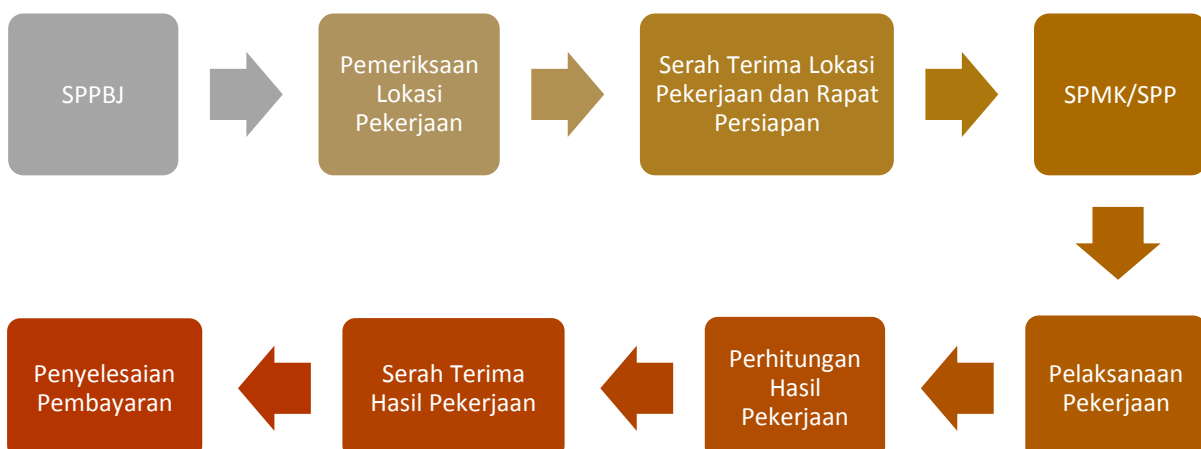 SPPBJ
Pemeriksaan
Lokasi
Pekerjaan
Serah Terima Lokasi
Pekerjaan dan Rapat
Persiapan
SPMK/SPP
Pelaksanaan
Pekerjaan
Perhitungan
Hasil
Pekerjaan
Serah Terima
Hasil Pekerjaan
Penyelesaian
Pembayaran